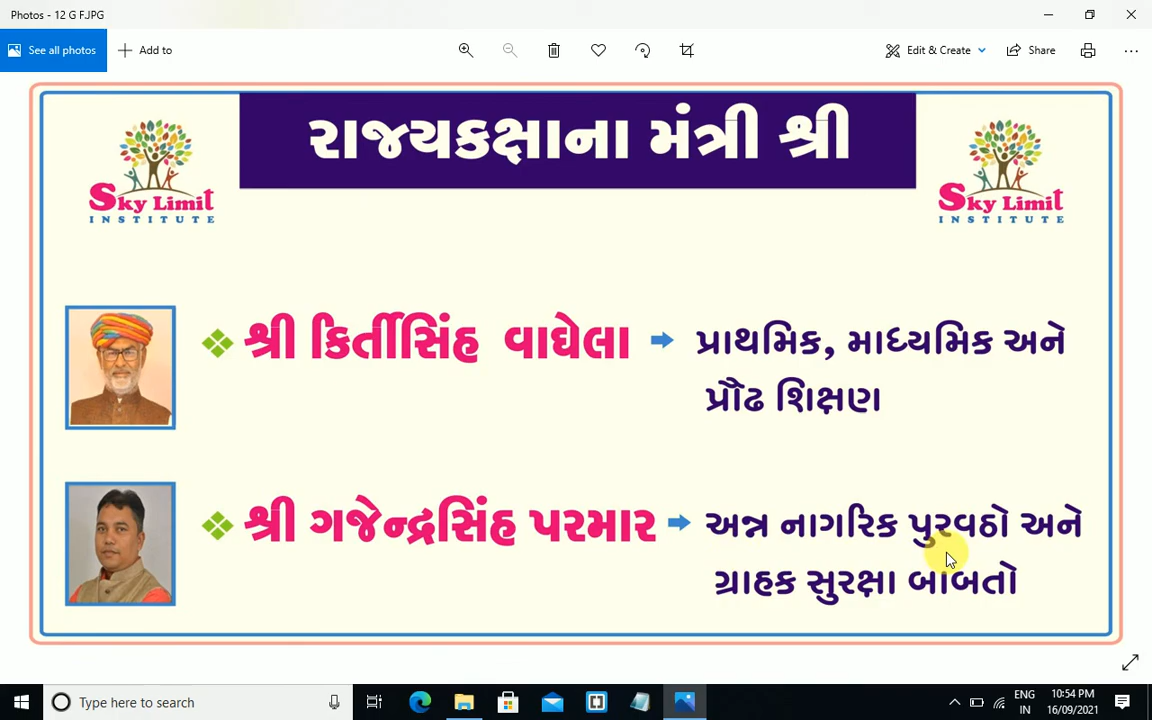 Photos - 12 G F.JPG
See all photos
Add to
Edit & Create
Share
રાજયકક્ષાના મંત્રી શ્રી
Sky Limit
INSTITUTE
Sky Limit
INSTITUTE
શ્રી કિર્તીસિંહ વાઘેલા
પ્રાથમિક, માધ્યમિક અને
પ્રૌઢ શિક્ષણ
શ્રી ગજેન્દ્રસિંહ પરમાર
અન્ન નાગરિક પુરવઠો અને
ગ્રાહક સુરક્ષા બાબતો
Type here to search
ENG
IN
10:54 PM
16/09/2021